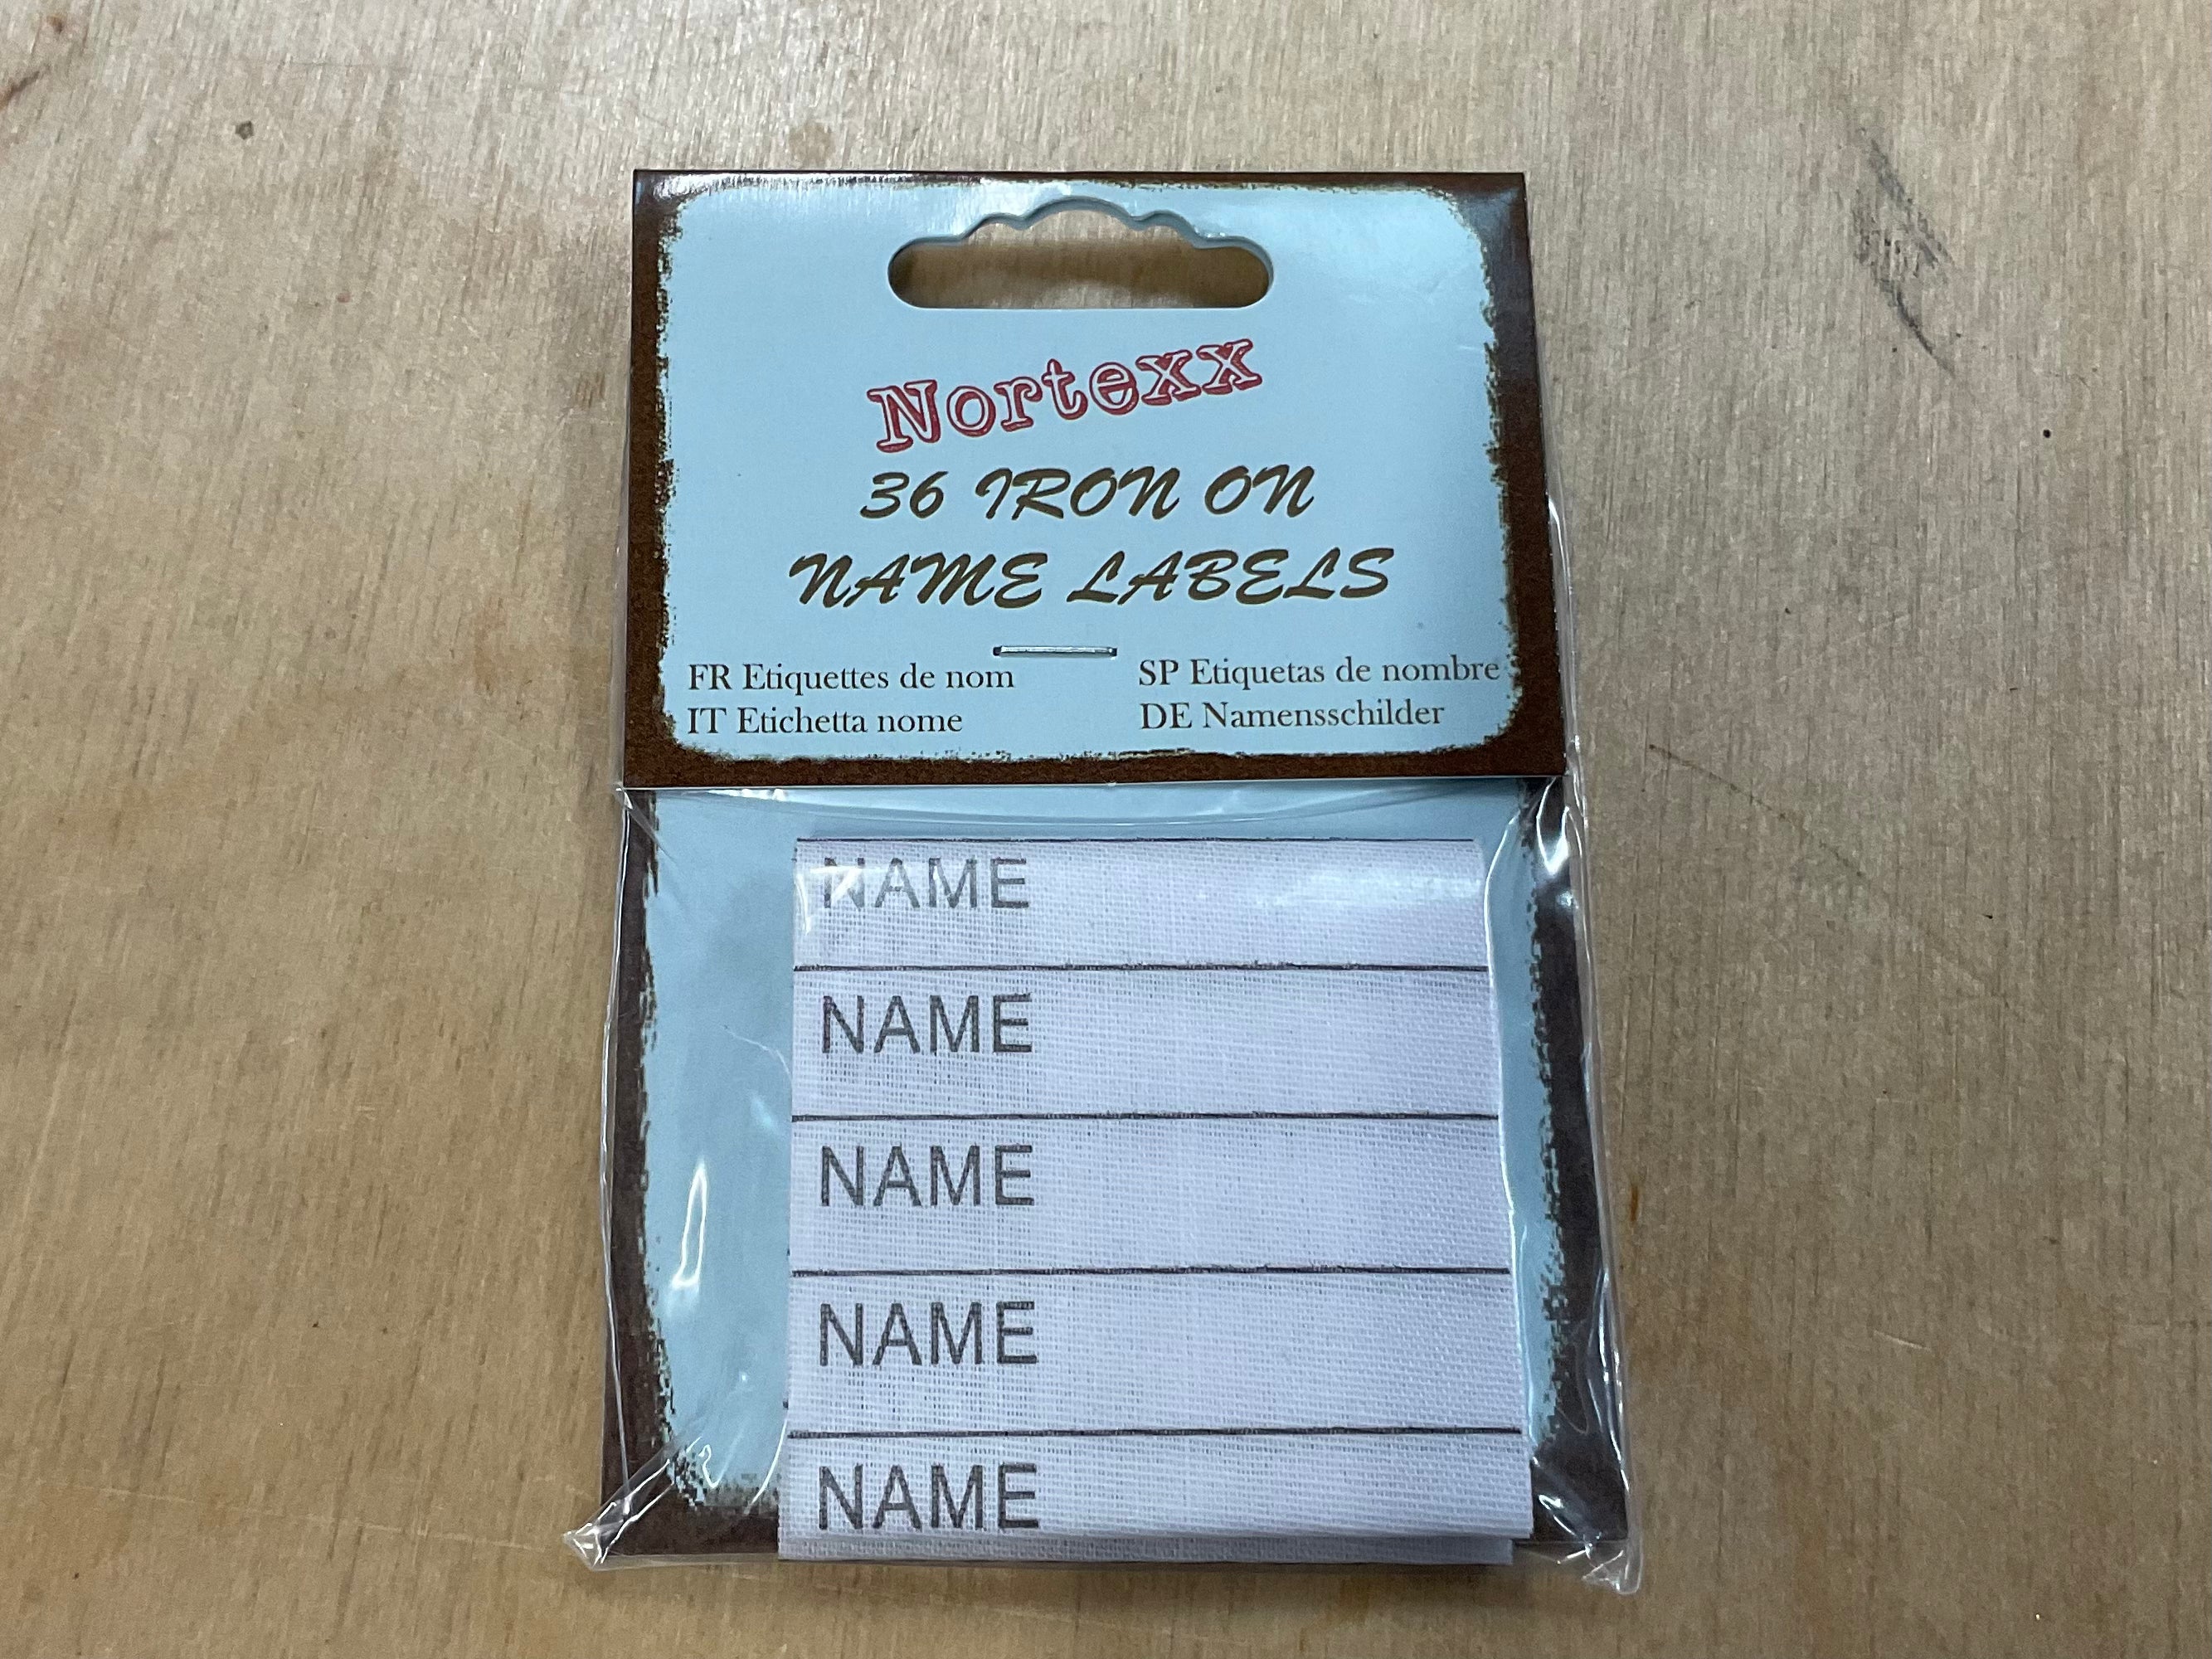 Nortexx
36 IRON ON
NAME LABELS
FR Etiquettes de nom
IT Etichetta nome
SP Etiquetas de nombre
DE Namensschilder
NAME
NAME
NAME
NAME
NAME